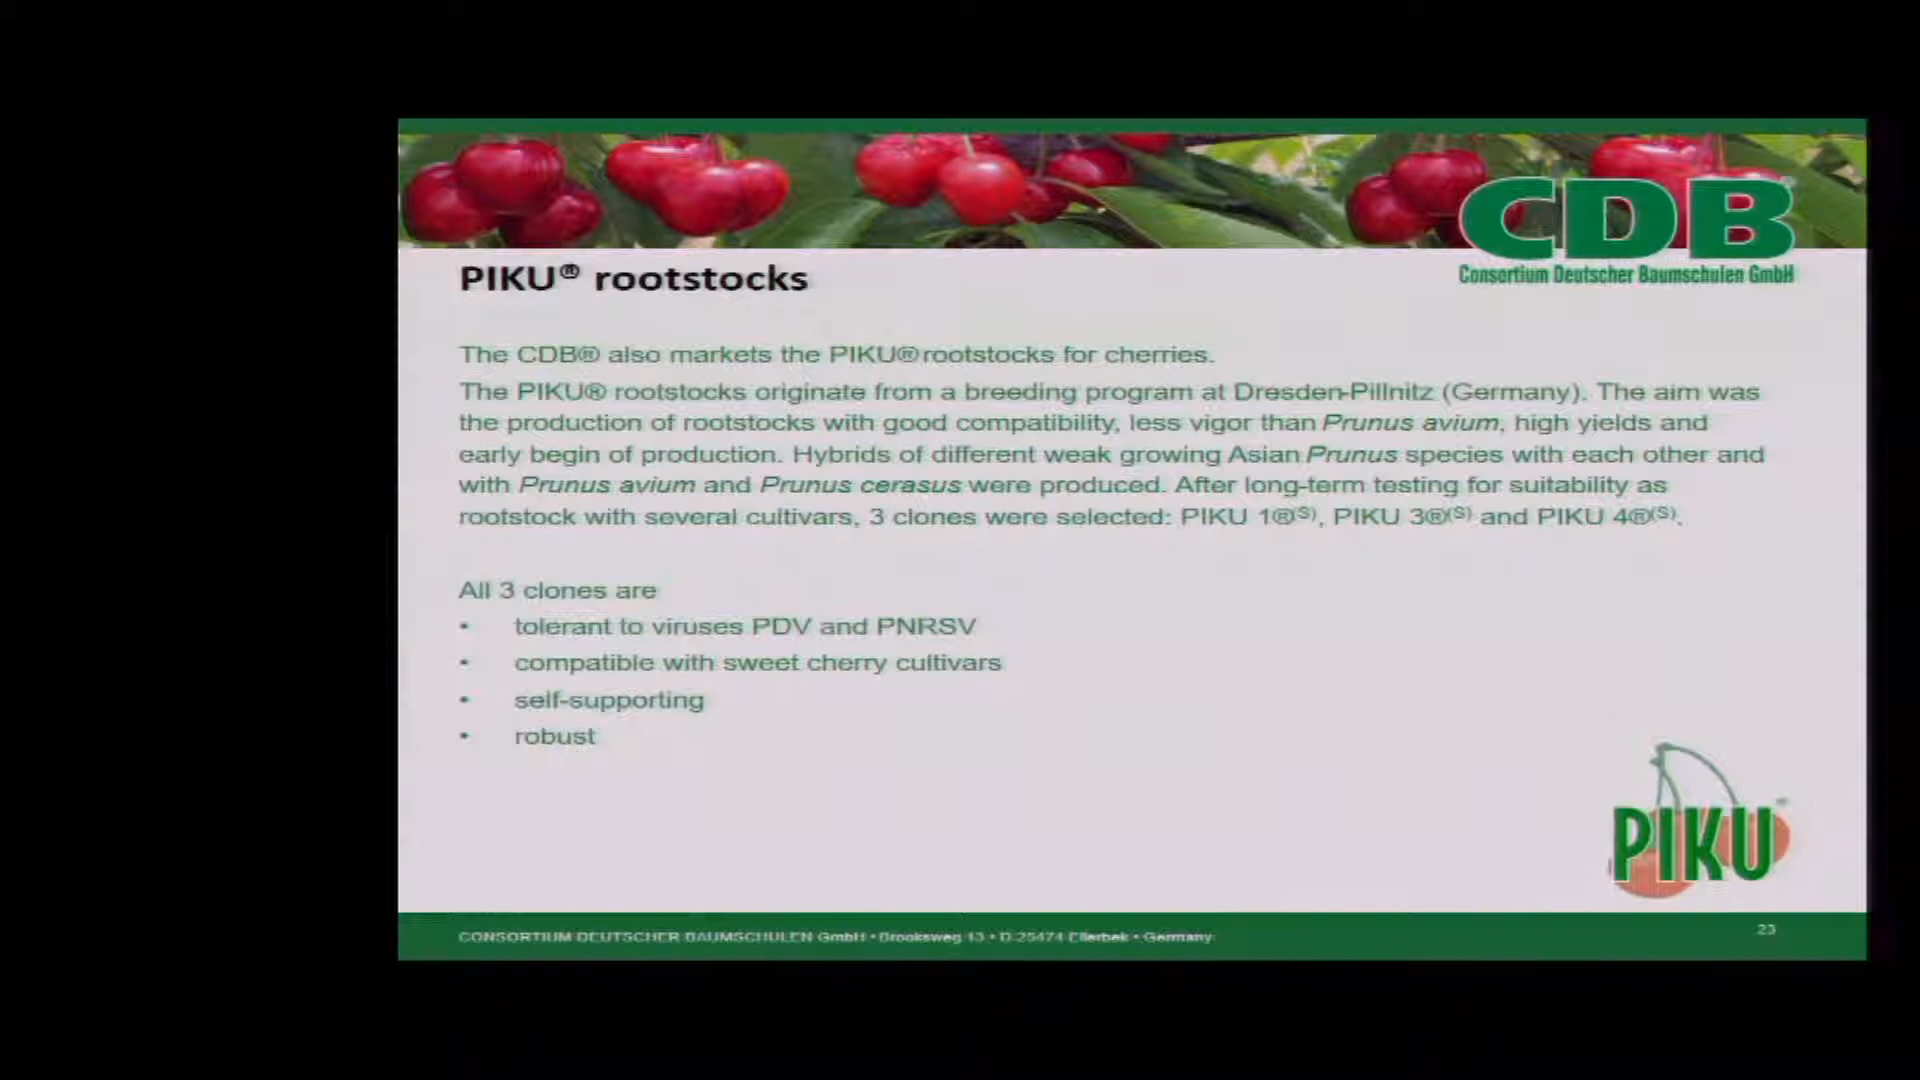 CDB
Consortium Deutscher Baumschulen GmbH
PIKU® rootstocks
The CDB® also markets the PIKU® rootstocks for cherries.
The PIKU® rootstocks originate from a breeding program at Dresden-Pillnitz (Germany). The aim was
the production of rootstocks with good compatibility, less vigor than Prunus avium, high yields and
early begin of production. Hybrids of different weak growing Asian Prunus species with each other and
with Prunus avium and Prunus cerasus were produced. After long-term testing for suitability as
rootstock with several cultivars, 3 clones were selected: PIKU 1®(S), PIKU 3®(S) and PIKU 4®(S).
All 3 clones are
• tolerant to viruses PDV and PNRSV
• compatible with sweet cherry cultivars
• self-supporting
• robust
PIKU
CONSORTIUM DEUTSCHER BAUMSCHULEN GmbH • Brooksweg 13 • D 25474 Ellerbek • Germany
23